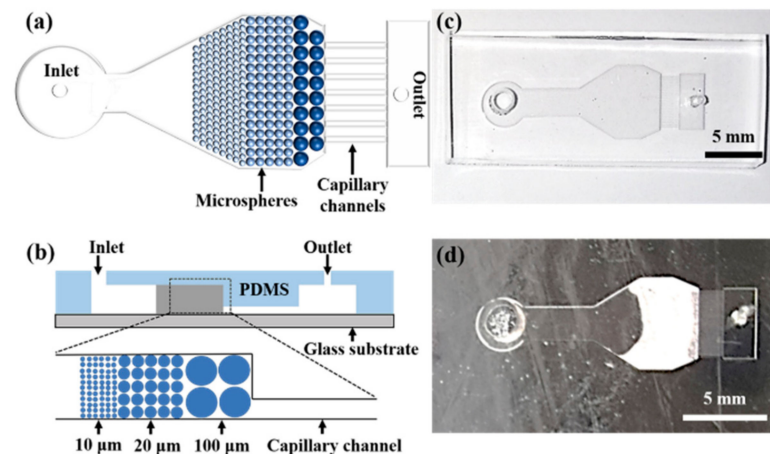 (a)
Inlet
Outlet
Microspheres
Capillary
channels
(b)
Inlet
Outlet
PDMS
Glass substrate
10 μm
20 μm
100 μm
Capillary channel
(c)
5 mm
(d)
5 mm